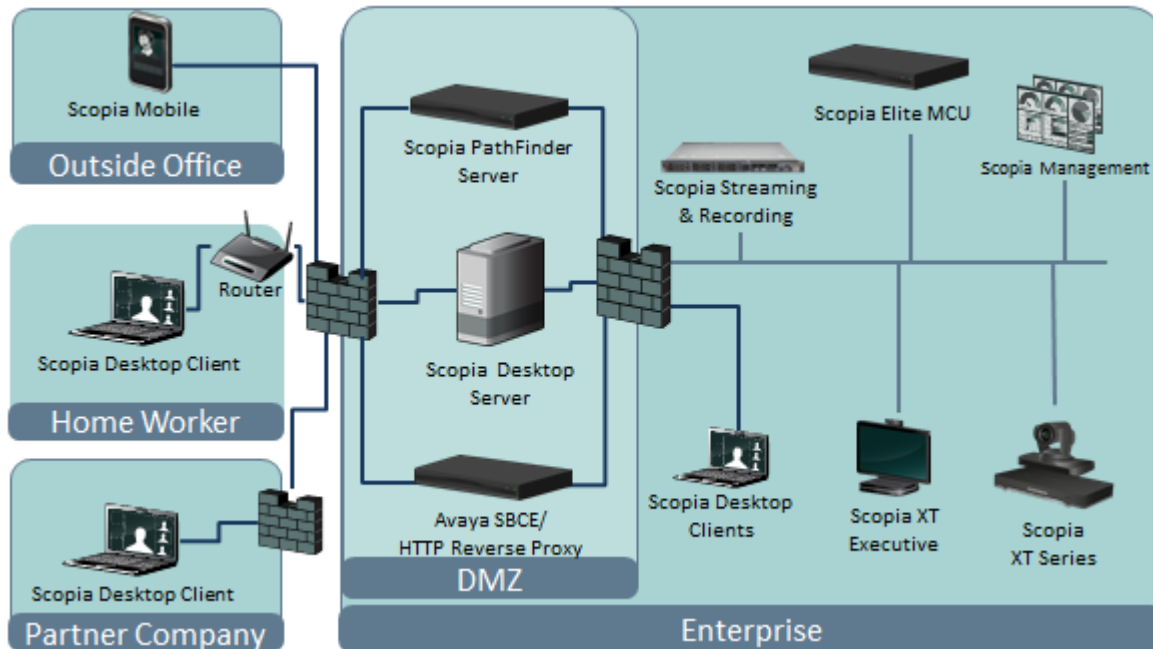 Scopia Mobile
Outside Office
Router
Scopia Desktop Client
Home Worker
Scopia Desktop Client
Partner Company
Scopia PathFinder
Server
Scopia Desktop
Server
Avaya SBCE/
HTTP Reverse Proxy
DMZ
Scopia Elite MCU
Scopia Management
Scopia Streaming
& Recording
Scopia Desktop
Clients
Scopia XT
Executive
Scopia
XT Series
Enterprise